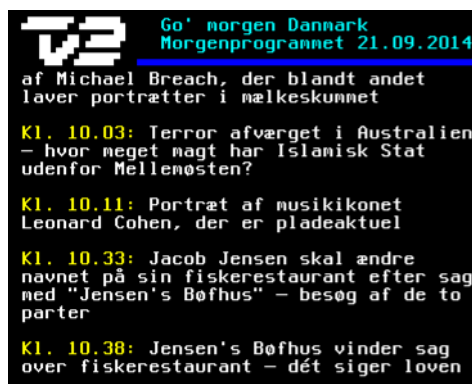 TV2
Go' morgen Danmark
Morgenprogrammet 21.09.2014
af Michael Breach, der blandt andet
laver portrætter i mælkeskummet
Kl. 10.03: Terror afværget i Australien
– hvor meget magt har Islamisk Stat
udenfor Mellemøsten?
Kl. 10.11: Portræt af musikikonet
Leonard Cohen, der er pladeaktuel
Kl. 10.33: Jacob Jensen skal ændre
navnet på sin fiskerestaurant efter sag
med "Jensen's Bøfhus" – besøg af de to
parter
Kl. 10.38: Jensen's Bøfhus vinder sag
over fiskerestaurant – dét siger loven